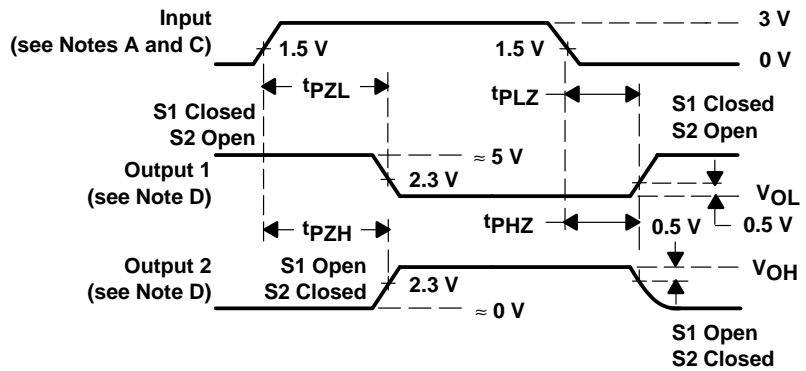 Input
(see Notes A and C)
1.5 V
1.5 V
3 V
0 V
tPZL
tPLZ
S1 Closed
S2 Open
S1 Closed
S2 Open
Output 1
(see Note D)
≈ 5 V
2.3 V
VOL
0.5 V
tPZH
tPHZ
0.5 V
Output 2
(see Note D)
S1 Open
S2 Closed
2.3 V
≈ 0 V
VOH
S1 Open
S2 Closed